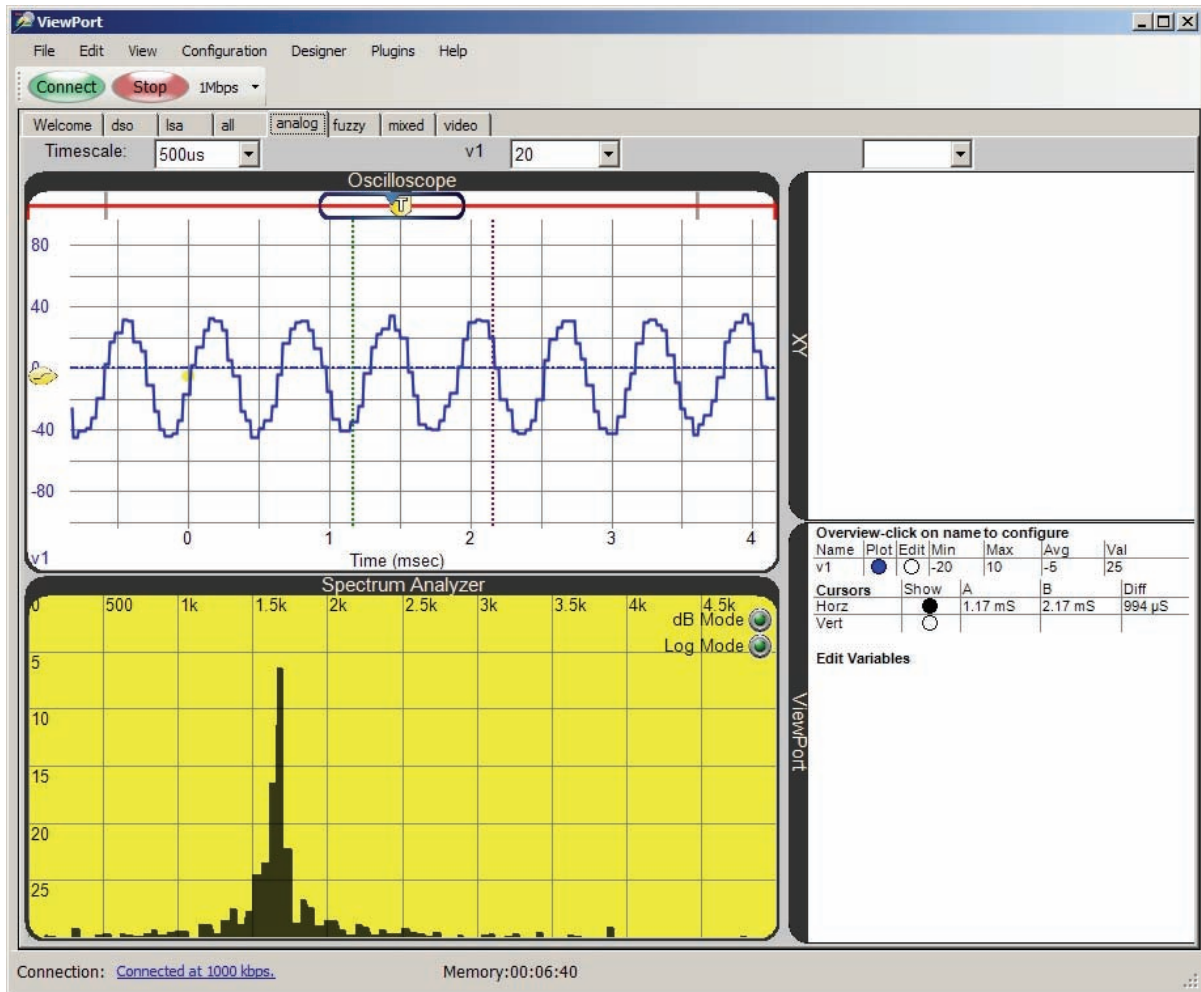 ViewPort
File Edit View Configuration Designer Plugins Help
Connect Stop 1Mbps
Welcome dso lsa all analog fuzzy mixed video
Timescale: 500us v1 20
Oscilloscope
T
80
40
0
-40
-80
0 1 2 3 4
v1 Time (msec)
XY
Spectrum Analyzer
0 500 1k 1.5k 2k 2.5k 3k 3.5k 4k 4.5k
dB Mode
Log Mode
5
10
15
20
25
ViewPort
Overview-click on name to configure
Name Plot Edit Min Max Avg Val
v1 -20 10 -5 25
Cursors Show A B Diff
Horz 1.17 mS 2.17 mS 994 µS
Vert
Edit Variables
Connection: Connected at 1000 kbps. Memory:00:06:40